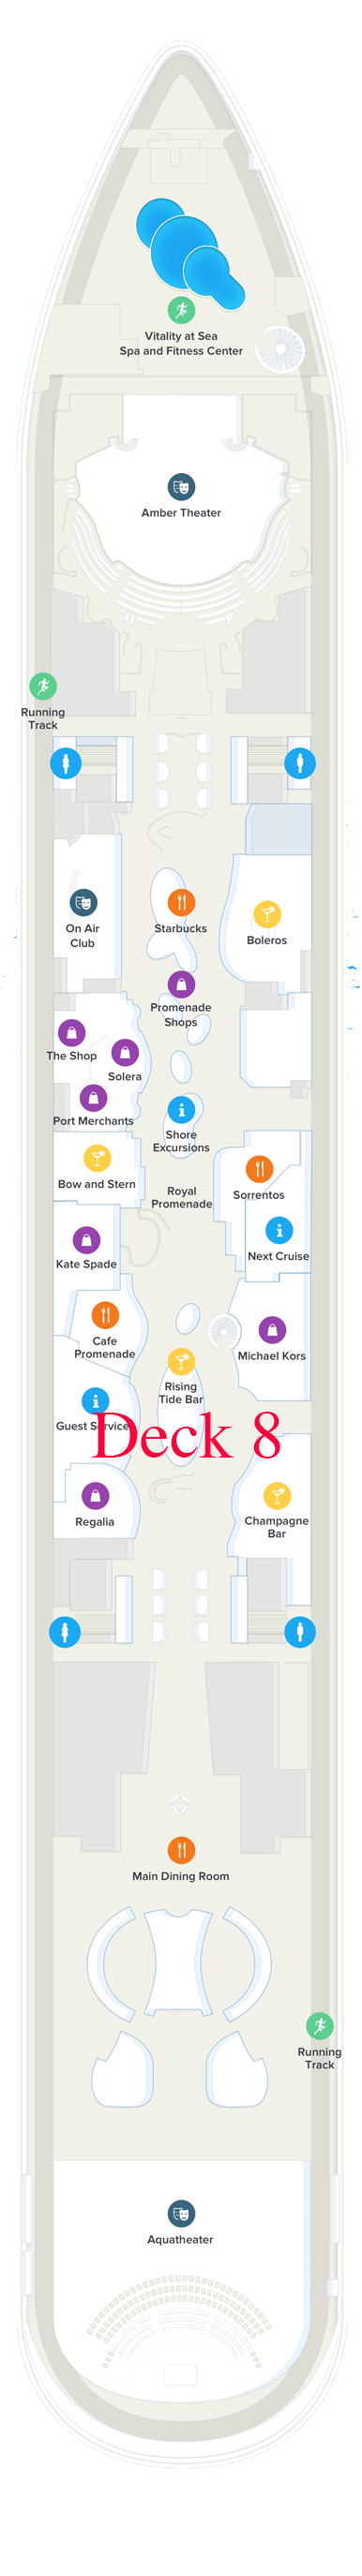 Vitality at Sea
Spa and Fitness Center
Amber Theater
Running
Track
On Air
Club
Starbucks
Boleros
Promenade
Shops
The Shop
Solera
Port Merchants
Shore
Excursions
Bow and Stern
Royal
Promenade
Sorrentos
Next Cruise
Kate Spade
Cafe
Promenade
Michael Kors
Rising
Tide Bar
Guest Services
Deck 8
Regalia
Champagne
Bar
Main Dining Room
Running
Track
Aquatheater